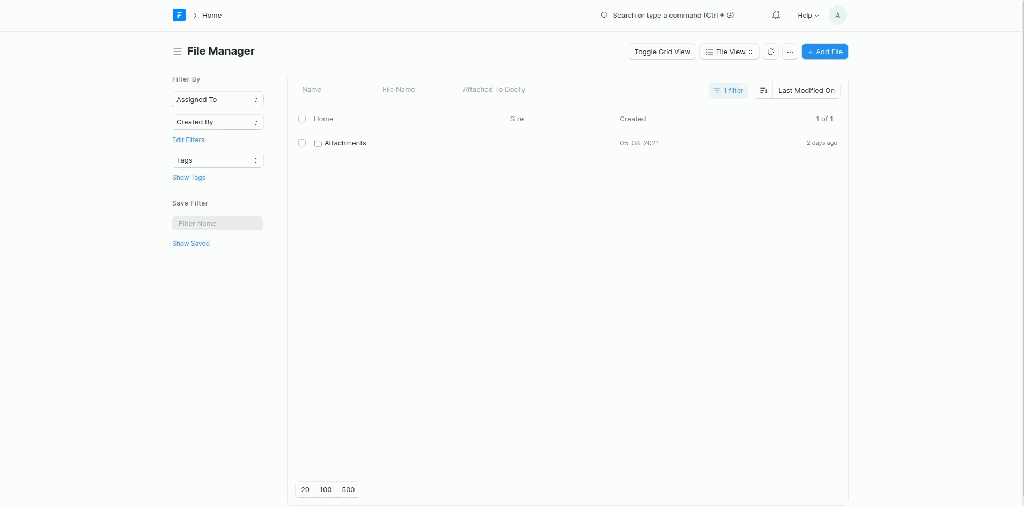 F
Home
Search or type a command (Ctrl + G)
Help
A
File Manager
Toggle Grid View
File View
...
+ Add File
Filter By
Assigned To
Created By
Edit Filters
Tags
Show Tags
Save Filter
Filter Name
Show Saved
Name
File Name
Attached To Doctype
1 filter
Last Modified On
Home
Size
Created
1 of 1
Attachments
05-08-2021
2 days ago
20
100
500